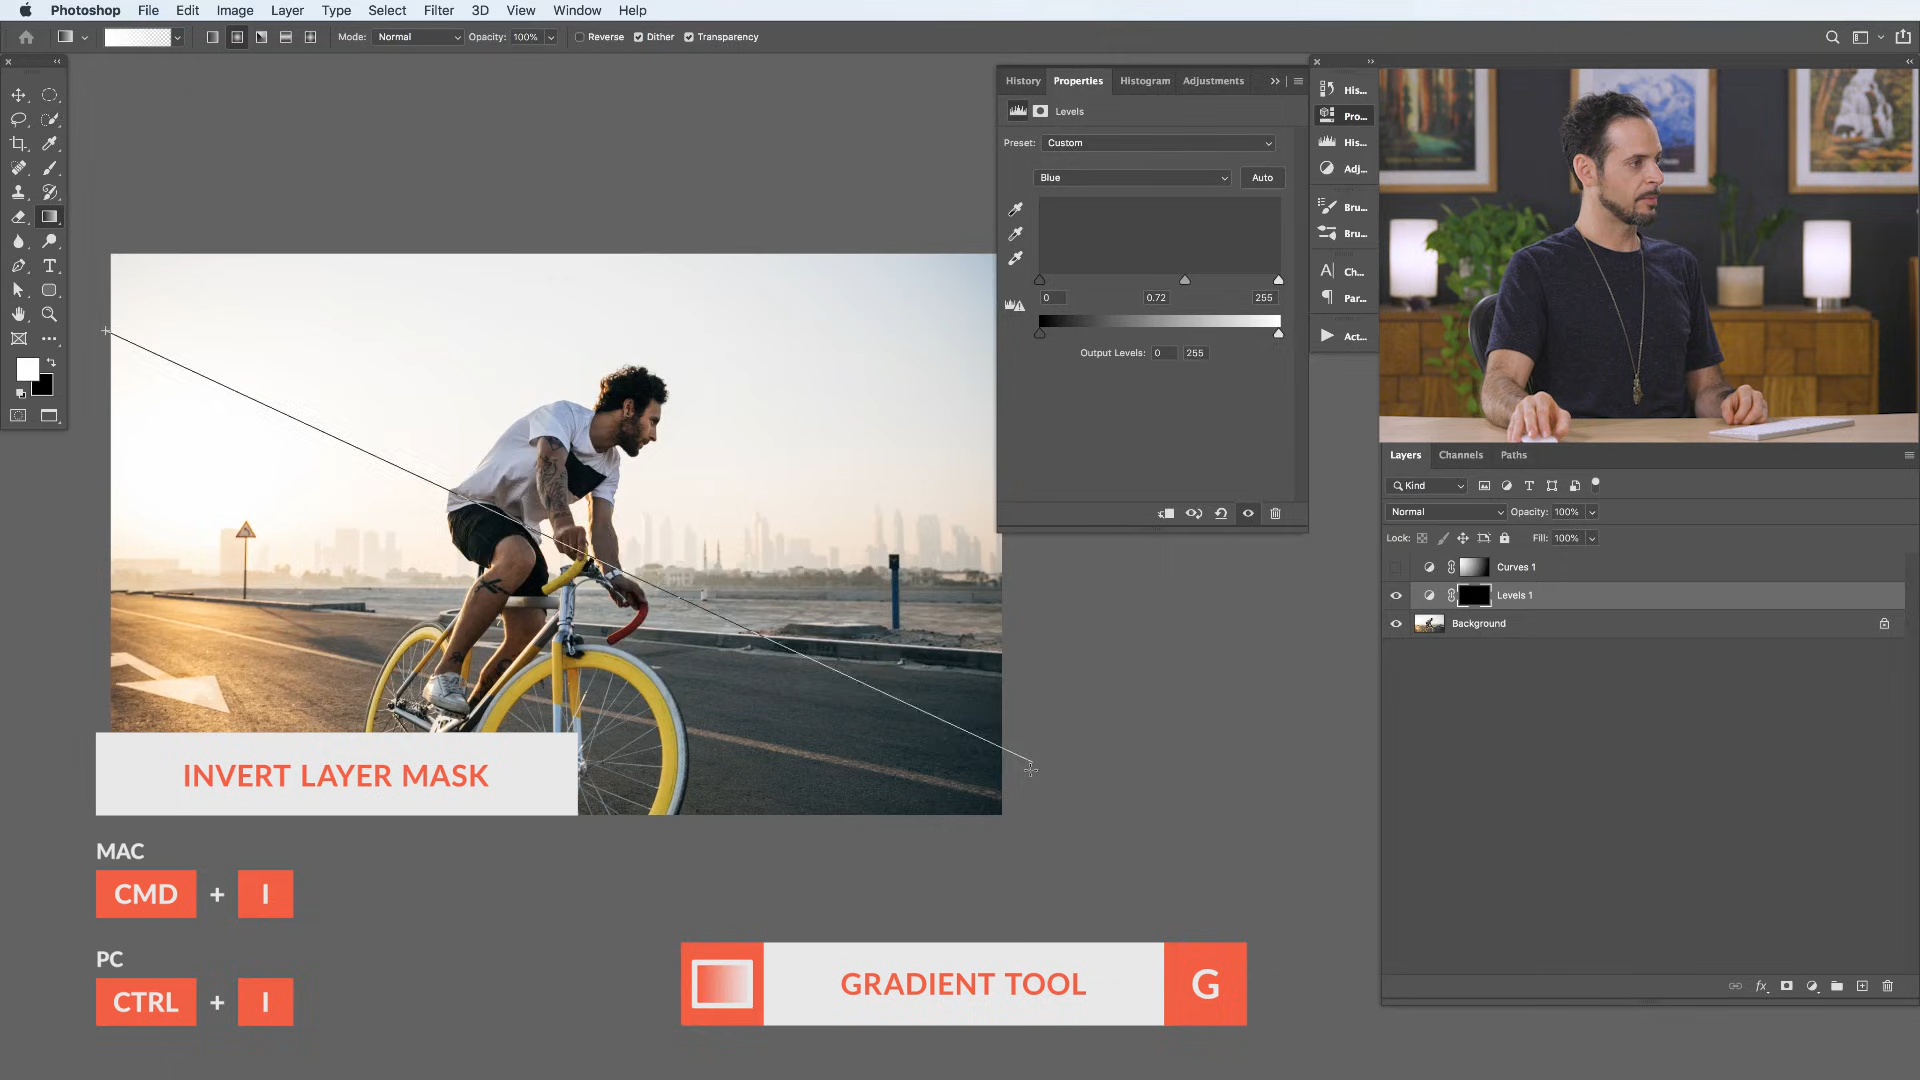 Photoshop File Edit Image Layer Type Select Filter 3D View Window Help
Mode: Normal Opacity: 100% Reverse Dither Transparency
History Properties Histogram Adjustments
Levels
Preset: Custom
Blue Auto
0 0.72 255
Output Levels: 0 255
His...
Pro...
His...
Adj...
Bru...
Bru...
Ch...
Par...
Act...
Layers Channels Paths
Kind
Normal Opacity: 100%
Lock: Fill: 100%
Curves 1
Levels 1
Background
INVERT LAYER MASK
MAC
CMD + I
PC
CTRL + I
GRADIENT TOOL G